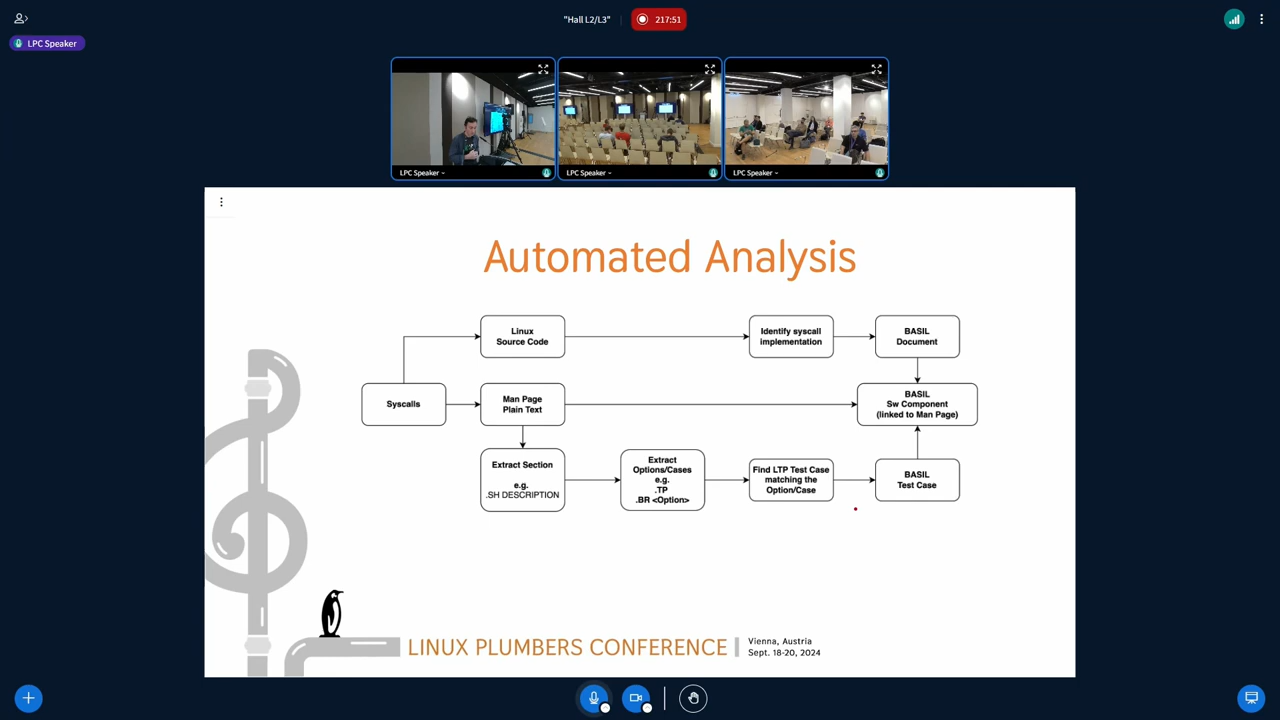 "Hall L2/L3"
217:51
LPC Speaker
LPC Speaker
LPC Speaker
LPC Speaker
Automated Analysis
Linux
Source Code
Identify syscall
implementation
BASIL
Document
Syscalls
Man Page
Plain Text
BASIL
Sw Component
(linked to Man Page)
Extract Section
e.g.
.SH DESCRIPTION
Extract
Options/Cases
e.g.
.TP
.BR <Option>
Find LTP Test Case
matching the
Option/Case
BASIL
Test Case
LINUX PLUMBERS CONFERENCE
Vienna, Austria
Sept. 18-20, 2024